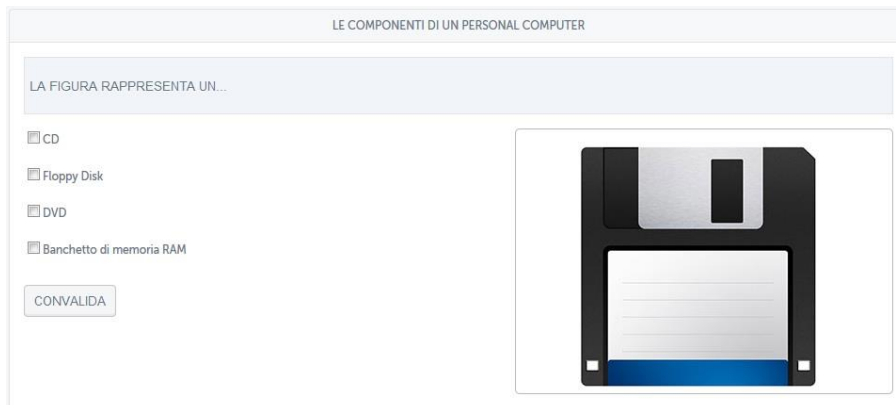 LE COMPONENTI DI UN PERSONAL COMPUTER
LA FIGURA RAPPRESENTA UN...
CD
Floppy Disk
DVD
Banchetto di memoria RAM
CONVALIDA